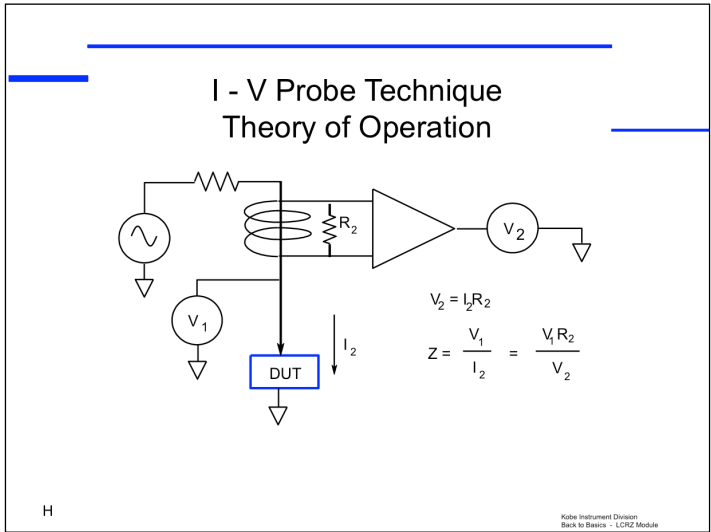 I - V Probe Technique
Theory of Operation
R2
V2
V1
I2
DUT
V2 = I2R2
Z = V1 / I2 = V1R2 / V2
H
Kobe Instrument Division
Back to Basics - LCRZ Module